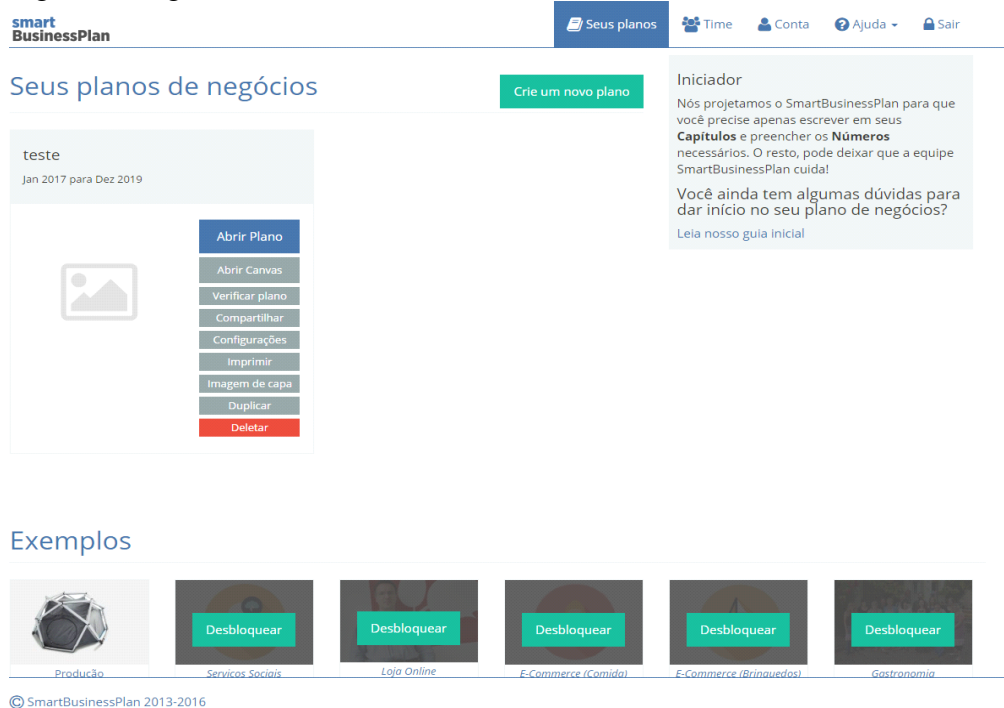 smart
BusinessPlan
Seus planos
Time
Conta
Ajuda
Sair
Seus planos de negócios
Crie um novo plano
teste
Jan 2017 para Dez 2019
Abrir Plano
Abrir Canvas
Verificar plano
Compartilhar
Configurações
Imprimir
Imagem de capa
Duplicar
Deletar
Iniciador
Nós projetamos o SmartBusinessPlan para que
você precise apenas escrever em seus
Capítulos e preencher os Números
necessários. O resto, pode deixar que a equipe
SmartBusinessPlan cuida!
Você ainda tem algumas dúvidas para
dar início no seu plano de negócios?
Leia nosso guia inicial
Exemplos
Desbloquear
Desbloquear
Desbloquear
Desbloquear
Desbloquear
Produção
Serviços Sociais
Loja Online
E-Commerce (Comida)
E-Commerce (Brinquedos)
Gastronomia
© SmartBusinessPlan 2013-2016